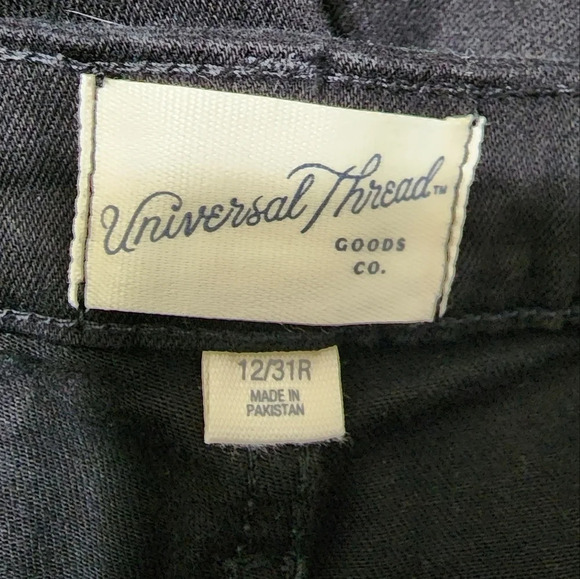 Universal Thread™
GOODS
CO.
12/31R
MADE IN
PAKISTAN